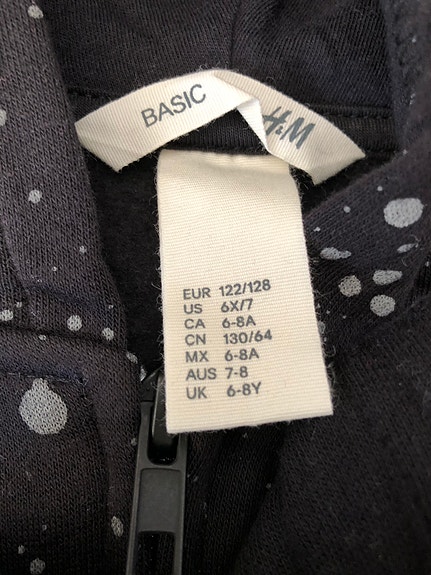 BASIC H&M
EUR 122/128
US 6X/7
CA 6-8A
CN 130/64
MX 6-8A
AUS 7-8
UK 6-8Y